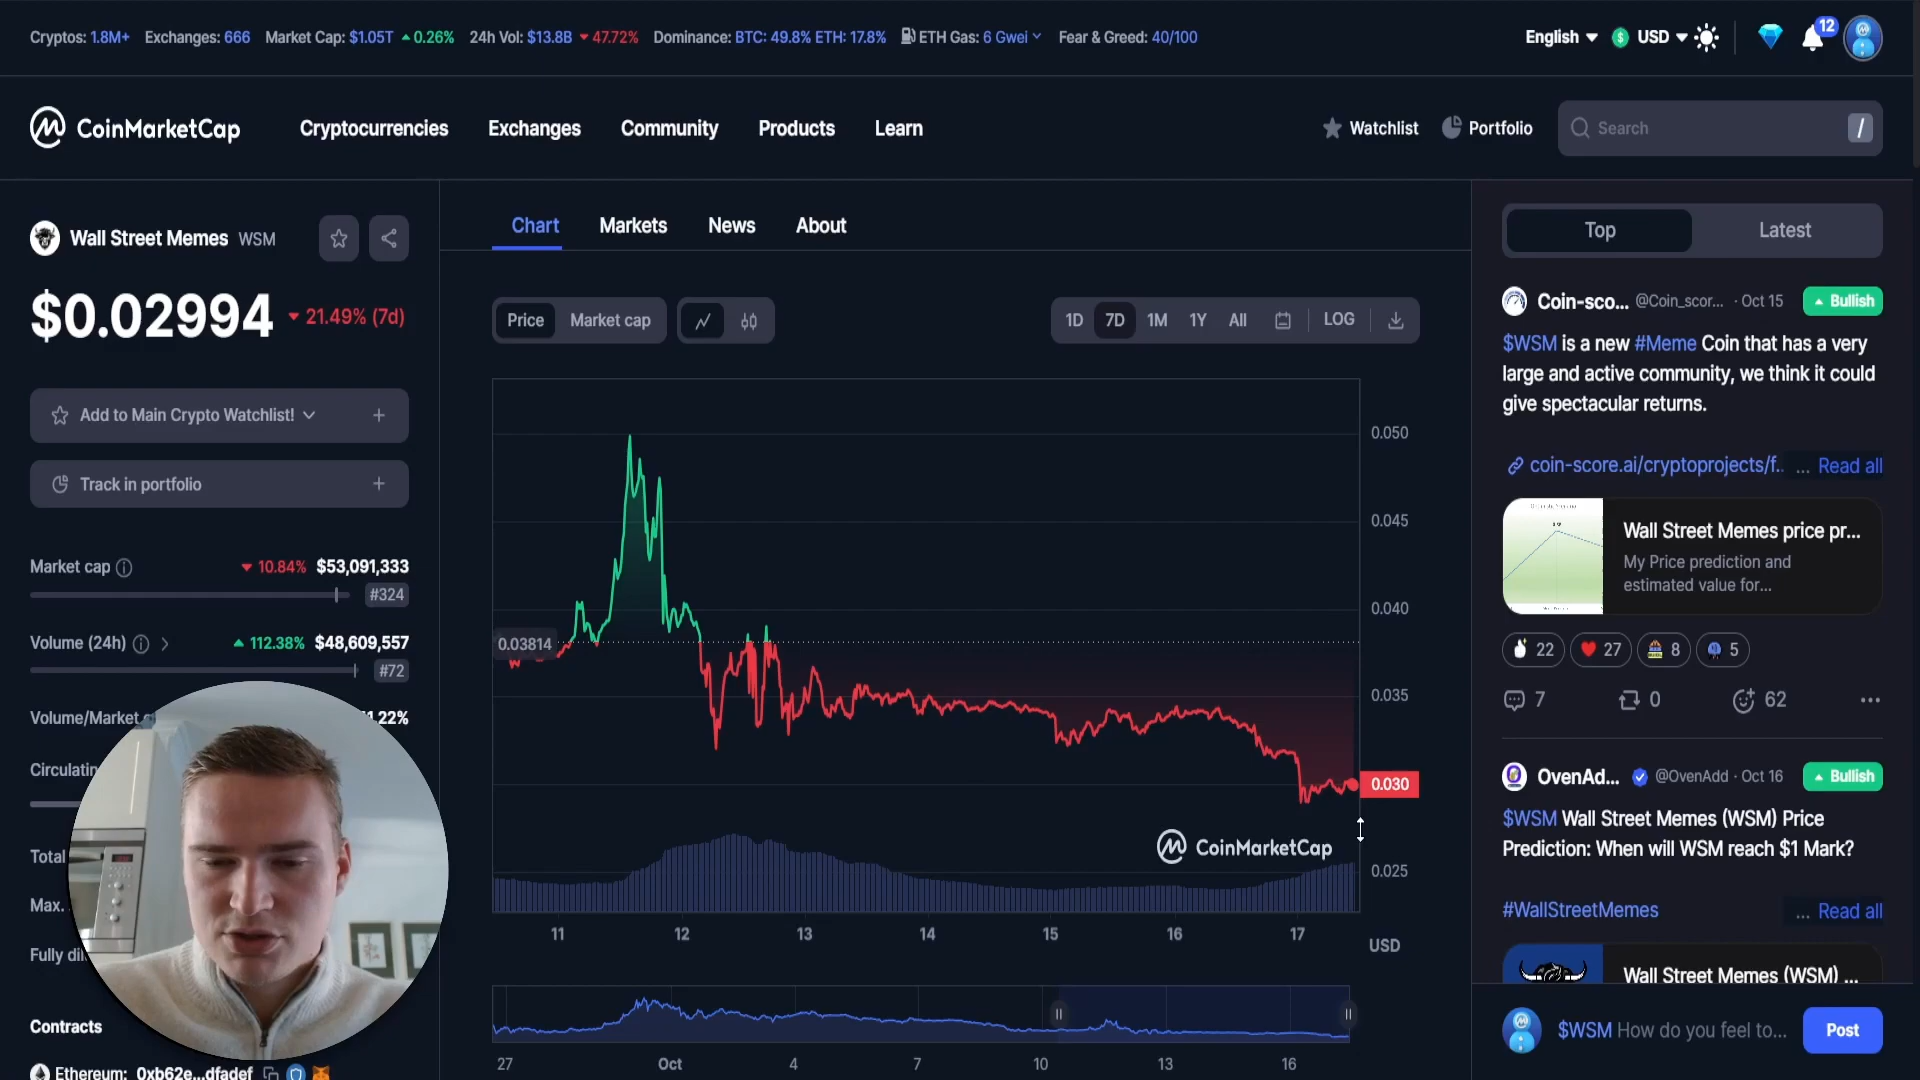 Cryptos: 1.8M+ Exchanges: 666 Market Cap: $1.05T 0.26% 24h Vol: $13.8B 47.72% Dominance: BTC: 49.8% ETH: 17.8% ETH Gas: 6 Gwei Fear & Greed: 40/100
English USD 12
CoinMarketCap Cryptocurrencies Exchanges Community Products Learn Watchlist Portfolio Search /
Wall Street Memes WSM
$0.02994 21.49% (7d)
Add to Main Crypto Watchlist! +
Track in portfolio +
Market cap 10.84% $53,091,333
#324
Volume (24h) 112.38% $48,609,557
#72
Volume/Market
Total
Max.
Contracts
Ethereum: 0xb62e...dfadef
Chart Markets News About
Price Market cap 1D 7D 1M 1Y All LOG
0.050
0.045
0.040
0.03814
0.035
0.030
0.025
CoinMarketCap
11 12 13 14 15 16 17
USD
27 Oct 4 7 10 13 16
Top Latest
Coin-sco... @Coin_scor... · Oct 15 Bullish
$WSM is a new #Meme Coin that has a very
large and active community, we think it could
give spectacular returns.
coin-score.ai/cryptoprojects/f.. ... Read all
Wall Street Memes price pr...
My Price prediction and
estimated value for...
22 27 8 5
7 0 62
OvenAd... @OvenAdd · Oct 16 Bullish
$WSM Wall Street Memes (WSM) Price
Prediction: When will WSM reach $1 Mark?
#WallStreetMemes ... Read all
Wall Street Memes (WSM) ...
$WSM How do you feel to... Post